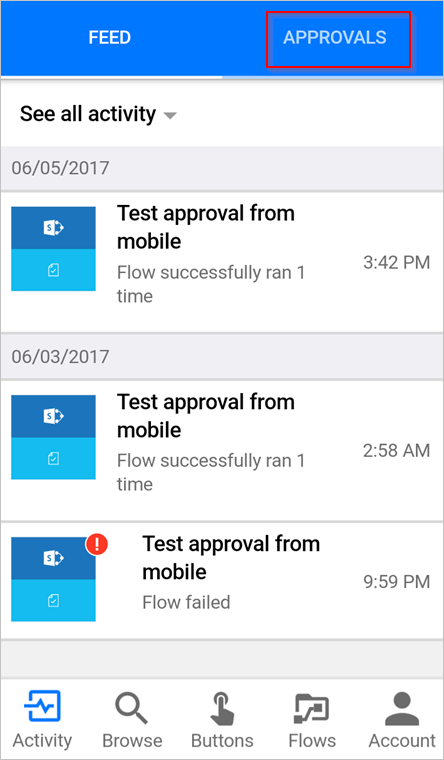 FEED
APPROVALS
See all activity
06/05/2017
Test approval from
mobile
3:42 PM
Flow successfully ran 1
time
06/03/2017
Test approval from
mobile
2:58 AM
Flow successfully ran 1
time
Test approval from
mobile
9:59 PM
Flow failed
Activity
Browse
Buttons
Flows
Account